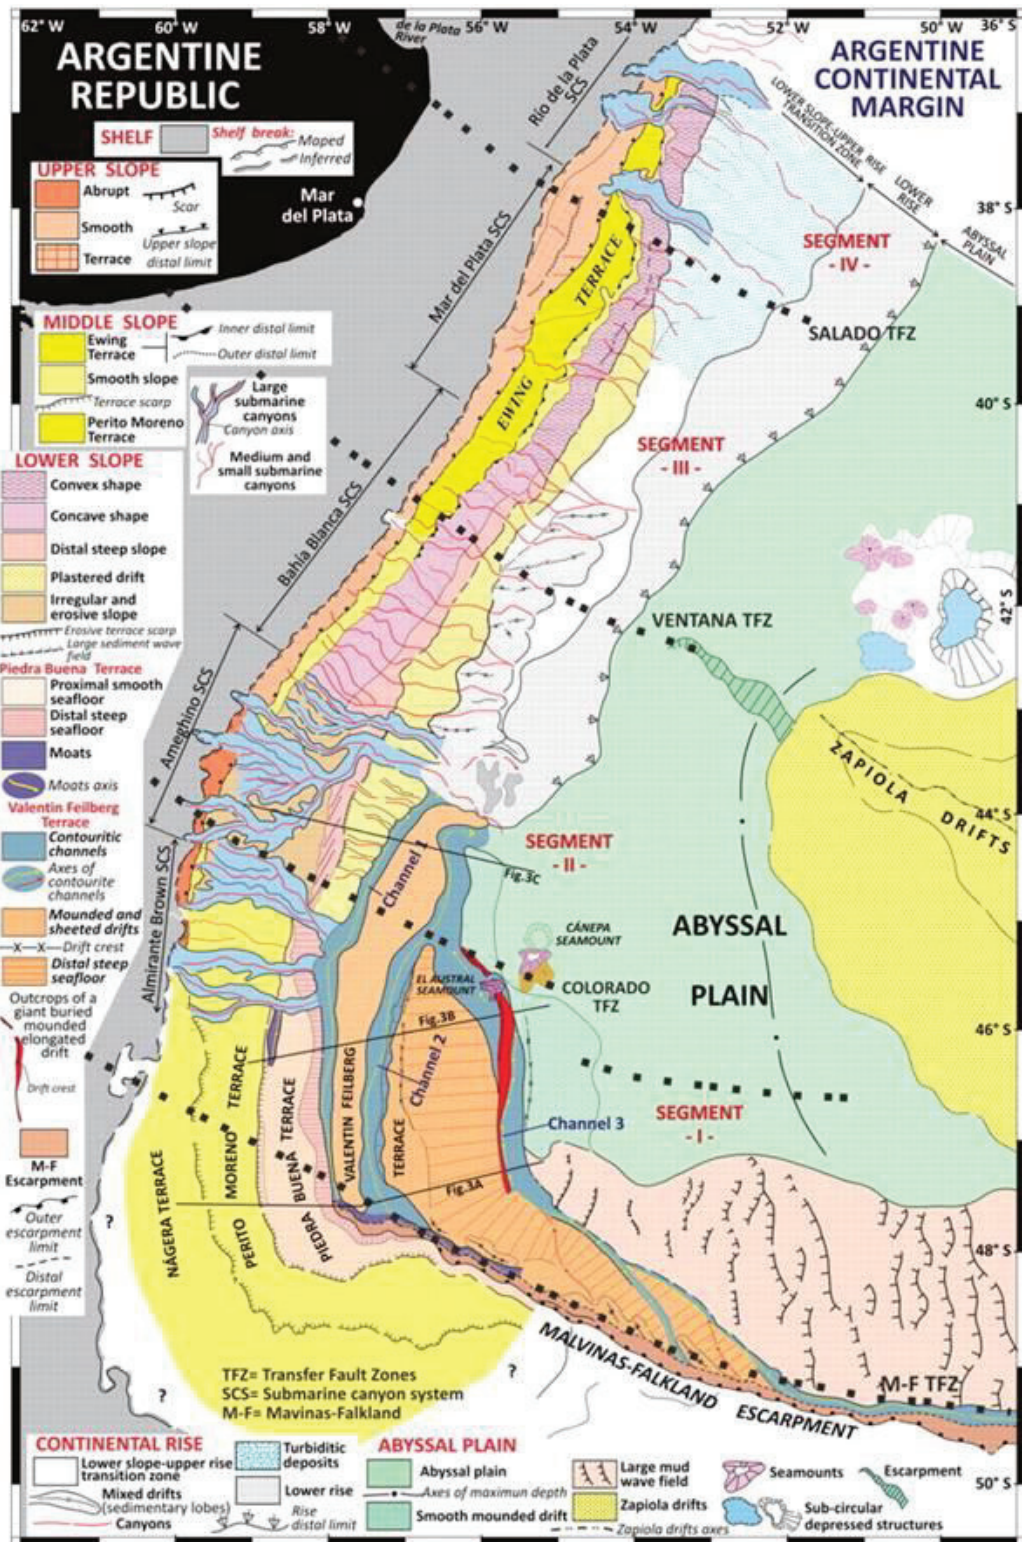 62° W
60° W
58° W
56° W
54° W
52° W
50° W
36° S
de la Plata
River
ARGENTINE
REPUBLIC
ARGENTINE
CONTINENTAL
MARGIN
Río de la Plata
SCS
LOWER SLOPE-UPPER RISE
TRANSITION ZONE
LOWER
RISE
ABYSSAL
PLAIN
SHELF
Shelf break:
Maped
Inferred
UPPER SLOPE
Abrupt
Scar
Smooth
Upper slope
distal limit
Terrace
Mar
del Plata
38° S
Mar del Plata SCS
SEGMENT
- IV -
TERRACE
EWING
SALADO TFZ
MIDDLE SLOPE
Ewing
Terrace
Inner distal limit
Outer distal limit
Smooth slope
Terrace scarp
Perito Moreno
Terrace
Large
submarine
canyons
Canyon axis
Medium and
small submarine
canyons
40° S
SEGMENT
- III -
Bahía Blanca SCS
LOWER SLOPE
Convex shape
Concave shape
Distal steep slope
Plastered drift
Irregular and
erosive slope
Erosive terrace scarp
Large sediment wave
field
Piedra Buena Terrace
Proximal smooth
seafloor
Distal steep
seafloor
Moats
Moats axis
Valentin Feilberg
Terrace
Contouritic
channels
Axes of
contourite
channels
Mounded and
sheeted drifts
Drift crest
Distal steep
seafloor
Outcrops of a
giant buried
mounded
elongated
drift
Drift crest
M-F
Escarpment
Outer
escarpment
limit
Distal
escarpment
limit
42° S
VENTANA TFZ
Ameghino SCS
ZAPIOLA
DRIFTS
44° S
Almirante Brown SCS
Channel 1
SEGMENT
- II -
Fig.3C
CÁNEPA
SEAMOUNT
ABYSSAL
PLAIN
EL AUSTRAL
SEAMOUNT
COLORADO
TFZ
46° S
Fig.3B
Channel 2
Channel 3
SEGMENT
- I -
NÁGERA TERRACE
PERITO MORENO TERRACE
PIEDRA BUENA TERRACE
VALENTIN FEILBERG
TERRACE
Fig.3A
48° S
?
?
?
MALVINAS-FALKLAND ESCARPMENT
M-F TFZ
TFZ= Transfer Fault Zones
SCS= Submarine canyon system
M-F= Mavinas-Falkland
50° S
CONTINENTAL RISE
Lower slope-upper rise
transition zone
Mixed drifts
(sedimentary lobes)
Canyons
Turbiditic
deposits
Lower rise
Rise
distal limit
ABYSSAL PLAIN
Abyssal plain
Axes of maximun depth
Smooth mounded drift
Large mud
wave field
Zapiola drifts
Zapiola drifts axes
Seamounts
Escarpment
Sub-circular
depressed structures